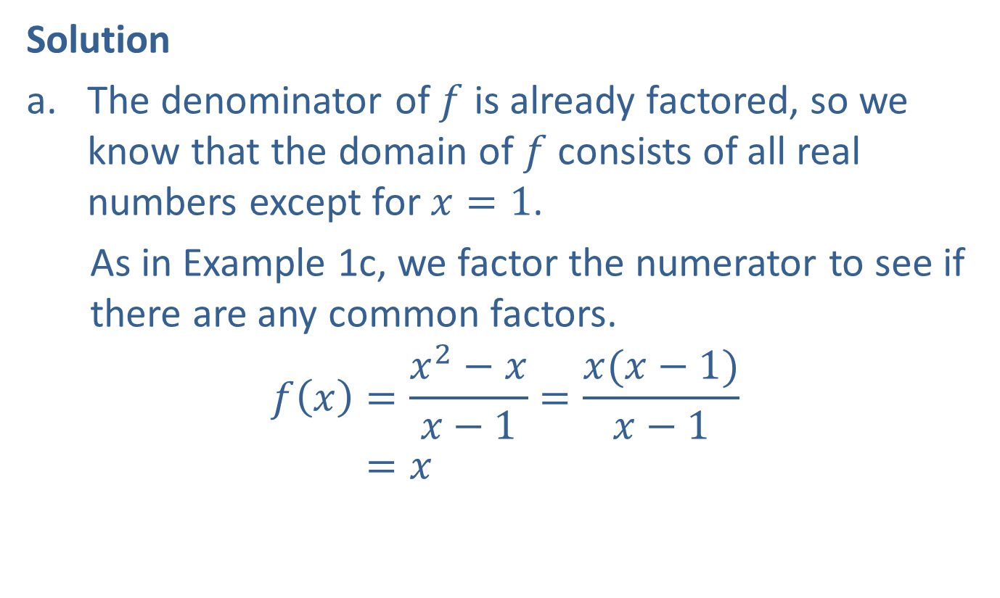 Solution
a. The denominator of f is already factored, so we
know that the domain of f consists of all real
numbers except for x = 1.
As in Example 1c, we factor the numerator to see if
there are any common factors.
f(x) = \frac{x^2 − x}{x − 1} = \frac{x(x − 1)}{x − 1}
= x